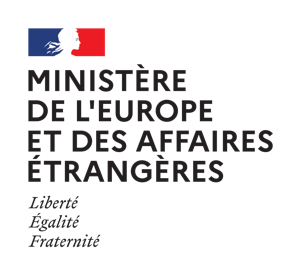 MINISTÈRE
DE L'EUROPE
ET DES AFFAIRES
ÉTRANGÈRES
Liberté
Égalité
Fraternité